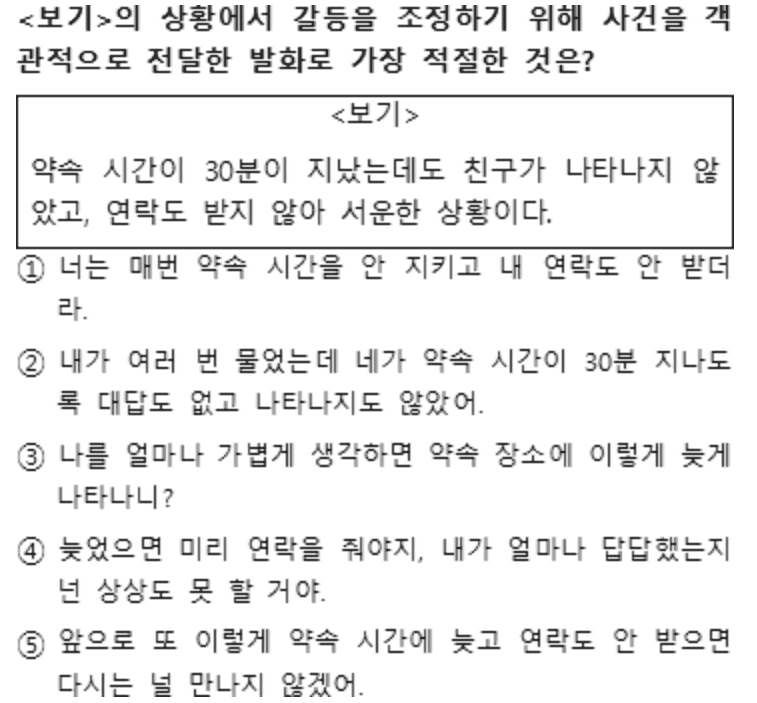 <보기>의 상황에서 갈등을 조정하기 위해 사건을 객
관적으로 전달한 발화로 가장 적절한 것은?
<보기>
약속 시간이 30분이 지났는데도 친구가 나타나지 않
았고, 연락도 받지 않아 서운한 상황이다.
① 너는 매번 약속 시간을 안 지키고 내 연락도 안 받더
라.
② 내가 여러 번 물었는데 네가 약속 시간이 30분 지나도
록 대답도 없고 나타나지도 않았어.
③ 나를 얼마나 가볍게 생각하면 약속 장소에 이렇게 늦게
나타나니?
④ 늦었으면 미리 연락을 줘야지, 내가 얼마나 답답했는지
넌 상상도 못 할 거야.
⑤ 앞으로 또 이렇게 약속 시간에 늦고 연락도 안 받으면
다시는 널 만나지 않겠어.